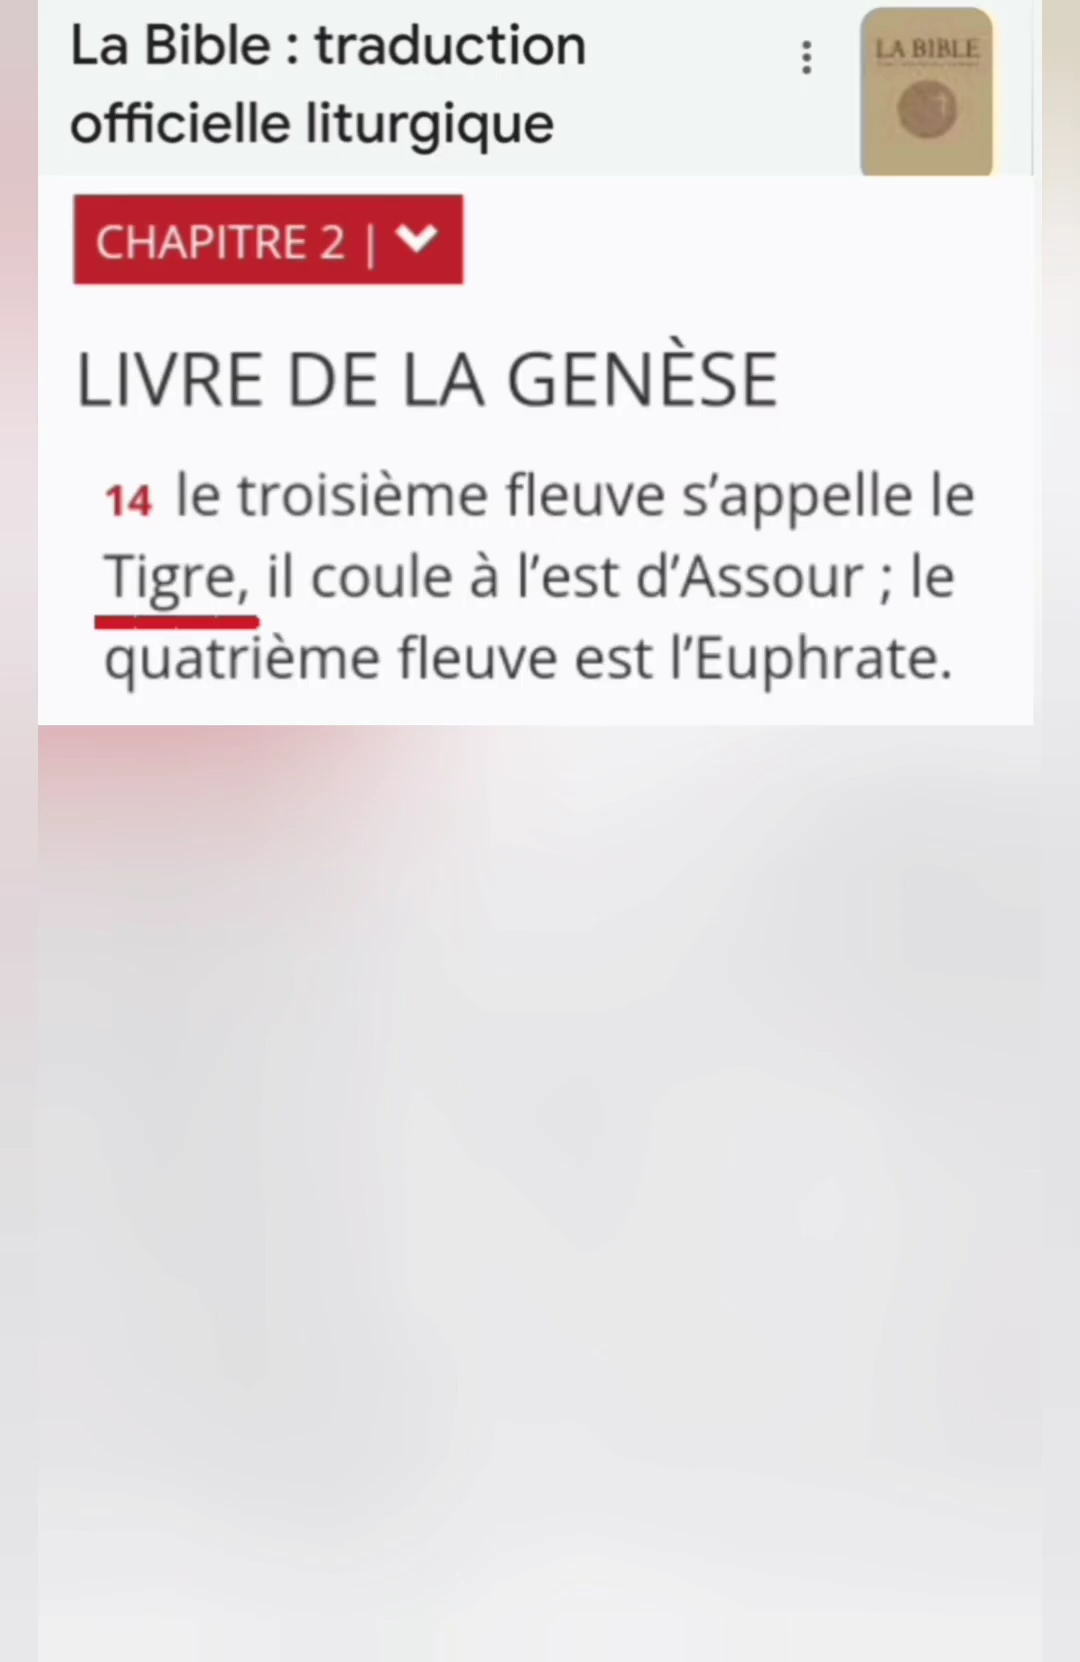 La Bible : traduction
officielle liturgique
LA BIBLE
CHAPITRE 2 |
LIVRE DE LA GENÈSE
14 le troisième fleuve s’appelle le
Tigre, il coule à l’est d’Assour ; le
quatrième fleuve est l’Euphrate.